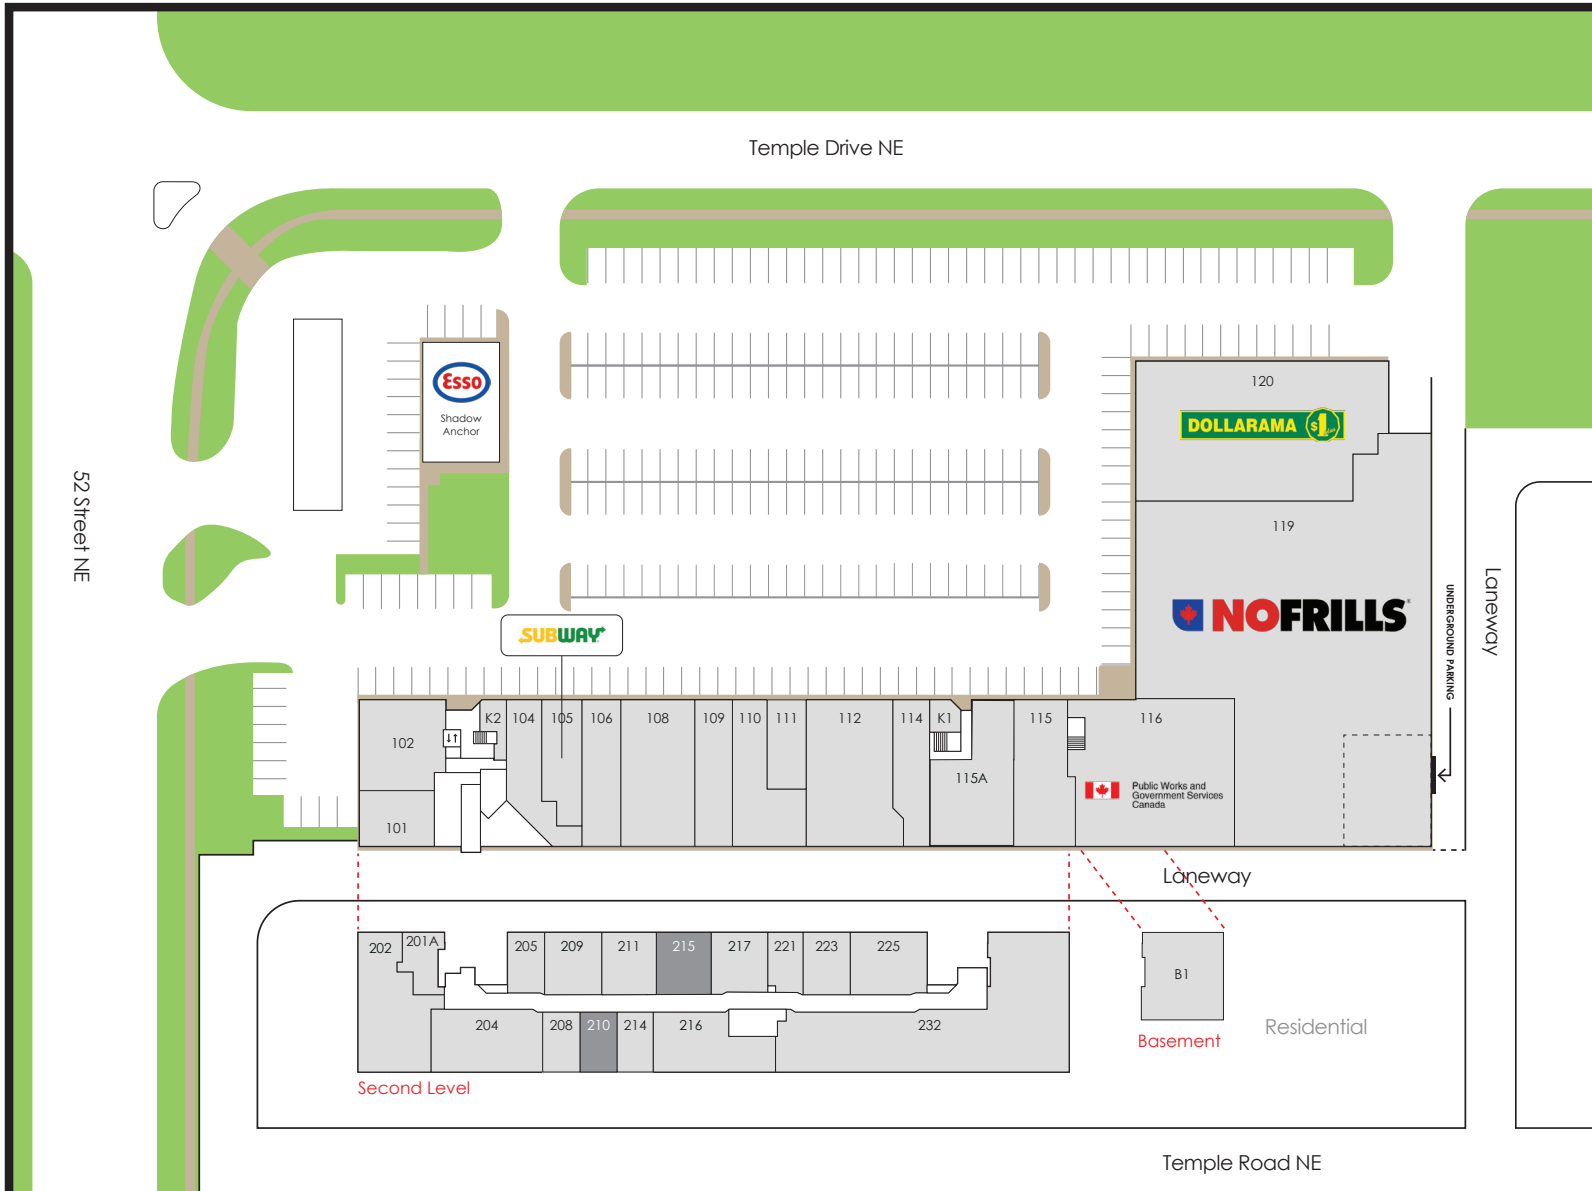 Temple Drive NE
Esso
Shadow
Anchor
120
DOLLARAMA $1
52 Street NE
119
NOFRILLS
Laneway
UNDERGROUND PARKING
SUBWAY
102
K2
104
105
106
108
109
110
111
112
114
K1
115
116
115A
Public Works and
Government Services
Canada
101
Laneway
202
201A
205
209
211
215
217
221
223
225
B1
204
208
210
214
216
232
Residential
Basement
Second Level
Temple Road NE